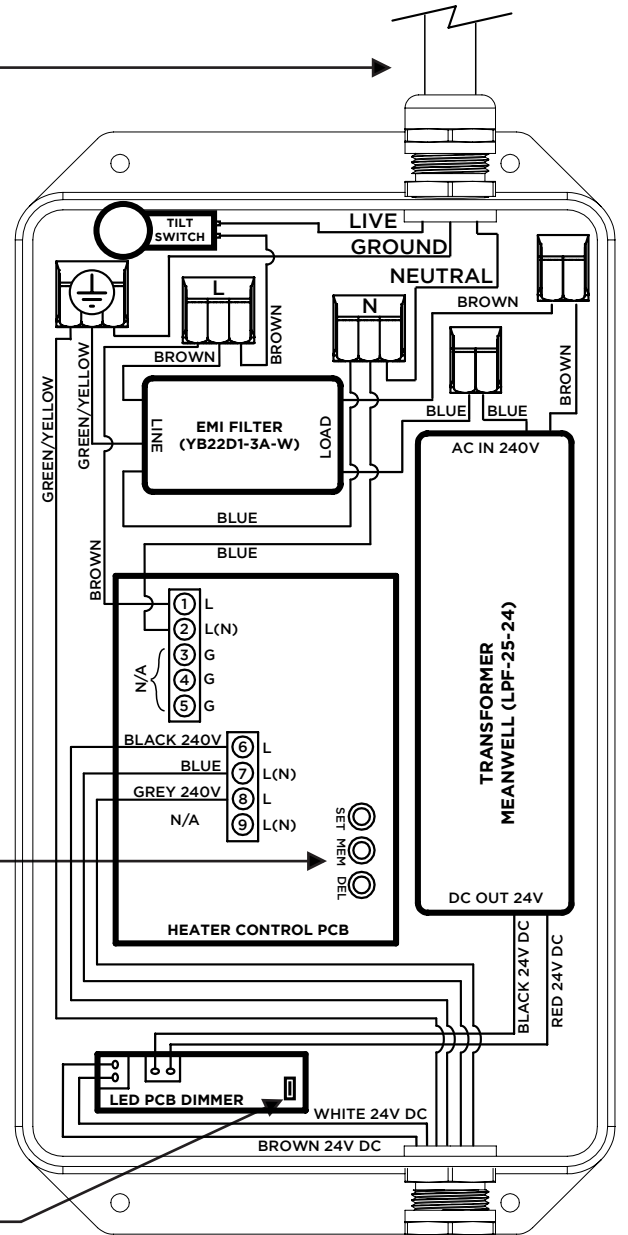 TILT
SWITCH
LIVE
GROUND
NEUTRAL
L
N
BROWN
BROWN
BROWN
BROWN
GREEN/YELLOW
GREEN/YELLOW
LINE
EMI FILTER
(YB22D1-3A-W)
LOAD
BLUE
BLUE
AC IN 240V
BLUE
BLUE
BROWN
1 L
2 L(N)
3 G
4 G
5 G
N/A
BLACK 240V
6 L
BLUE
7 L(N)
GREY 240V
8 L
N/A
9 L(N)
SET
MEM
DEL
HEATER CONTROL PCB
TRANSFORMER
MEANWELL (LPF-25-24)
DC OUT 24V
BLACK 24V DC
RED 24V DC
LED PCB DIMMER
WHITE 24V DC
BROWN 24V DC